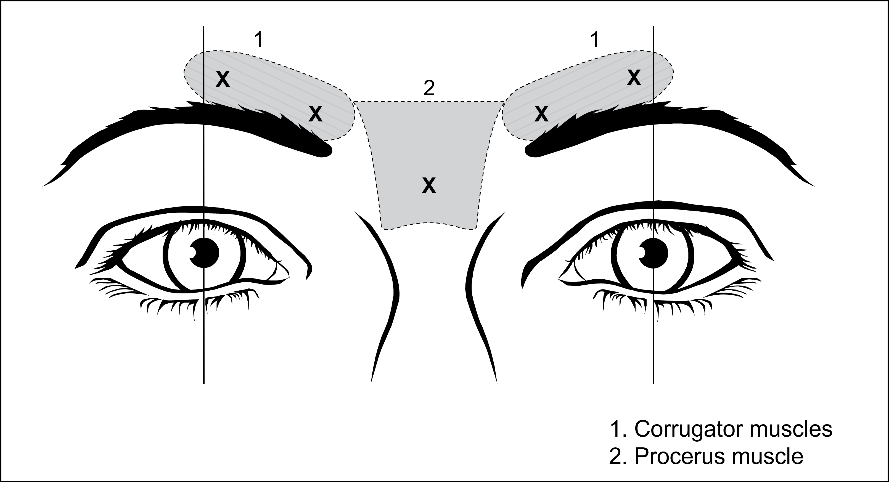 1 1
2
X X X X
X
1. Corrugator muscles
2. Procerus muscle